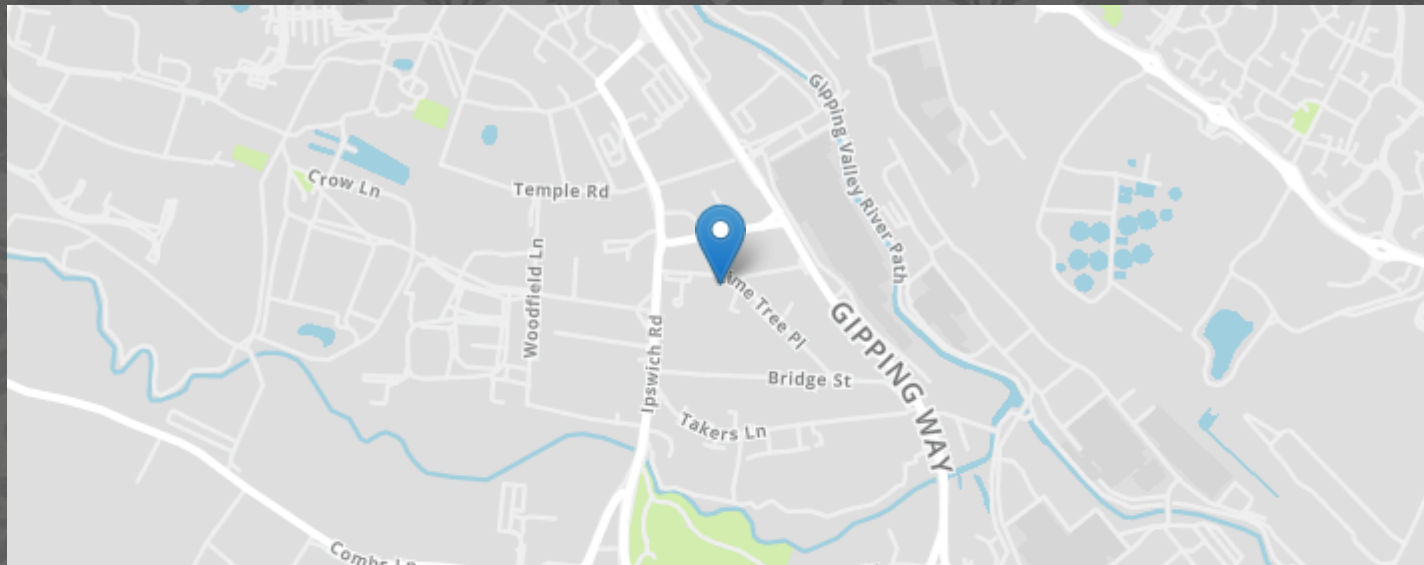 Gipping Valley River Path
Crow Ln
Temple Rd
Woodfield Ln
Tree Pl
GIPPING WAY
Ipswich Rd
Bridge St
Takers Ln